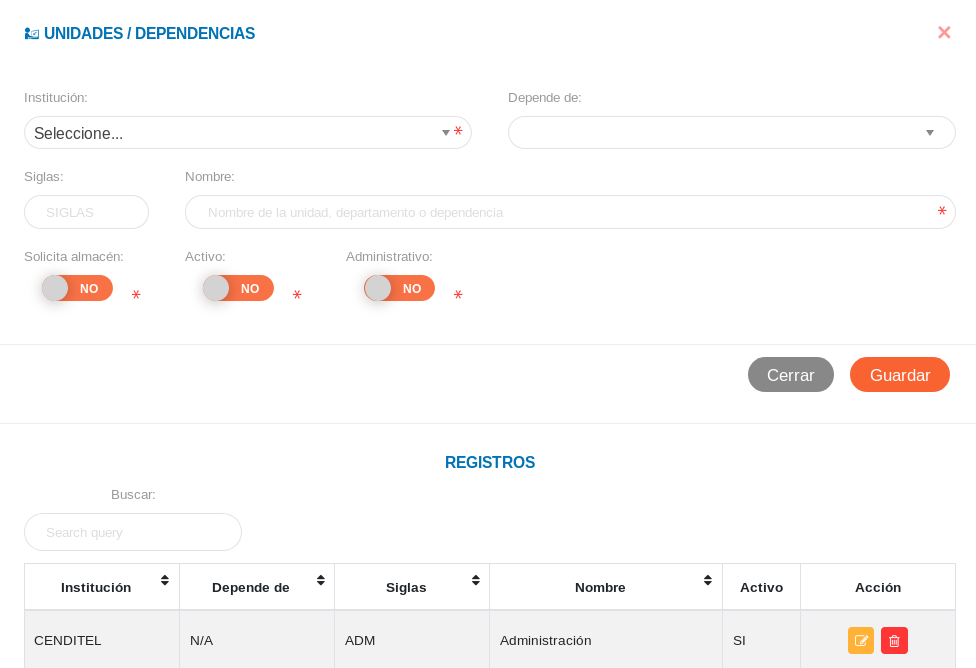 UNIDADES / DEPENDENCIAS
×
Institución: Depende de:
Seleccione... *
Siglas: Nombre:
SIGLAS Nombre de la unidad, departamento o dependencia *
Solicita almacén: Activo: Administrativo:
NO * NO * NO *
Cerrar Guardar
REGISTROS
Buscar:
Search query
Institución Depende de Siglas Nombre Activo Acción
CENDITEL N/A ADM Administración SI